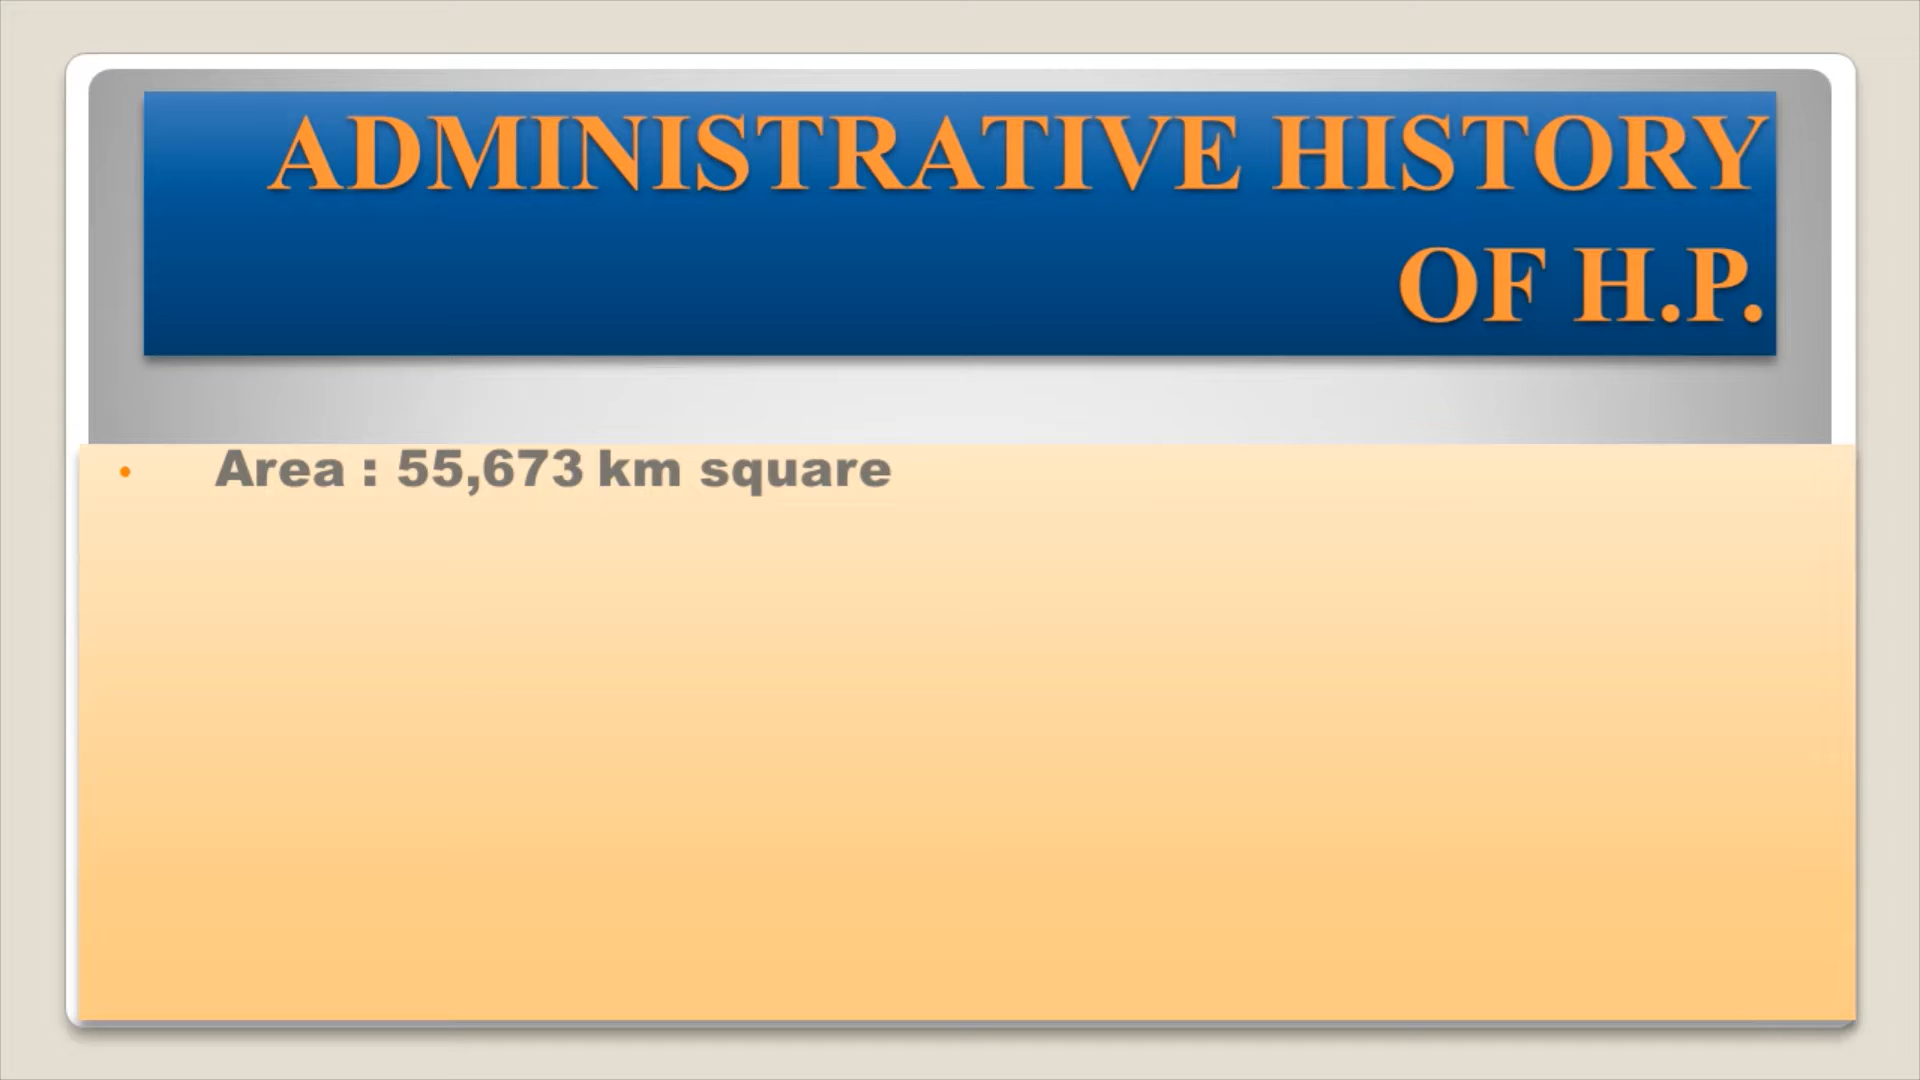 ADMINISTRATIVE HISTORY
OF H.P.
• Area : 55,673 km square